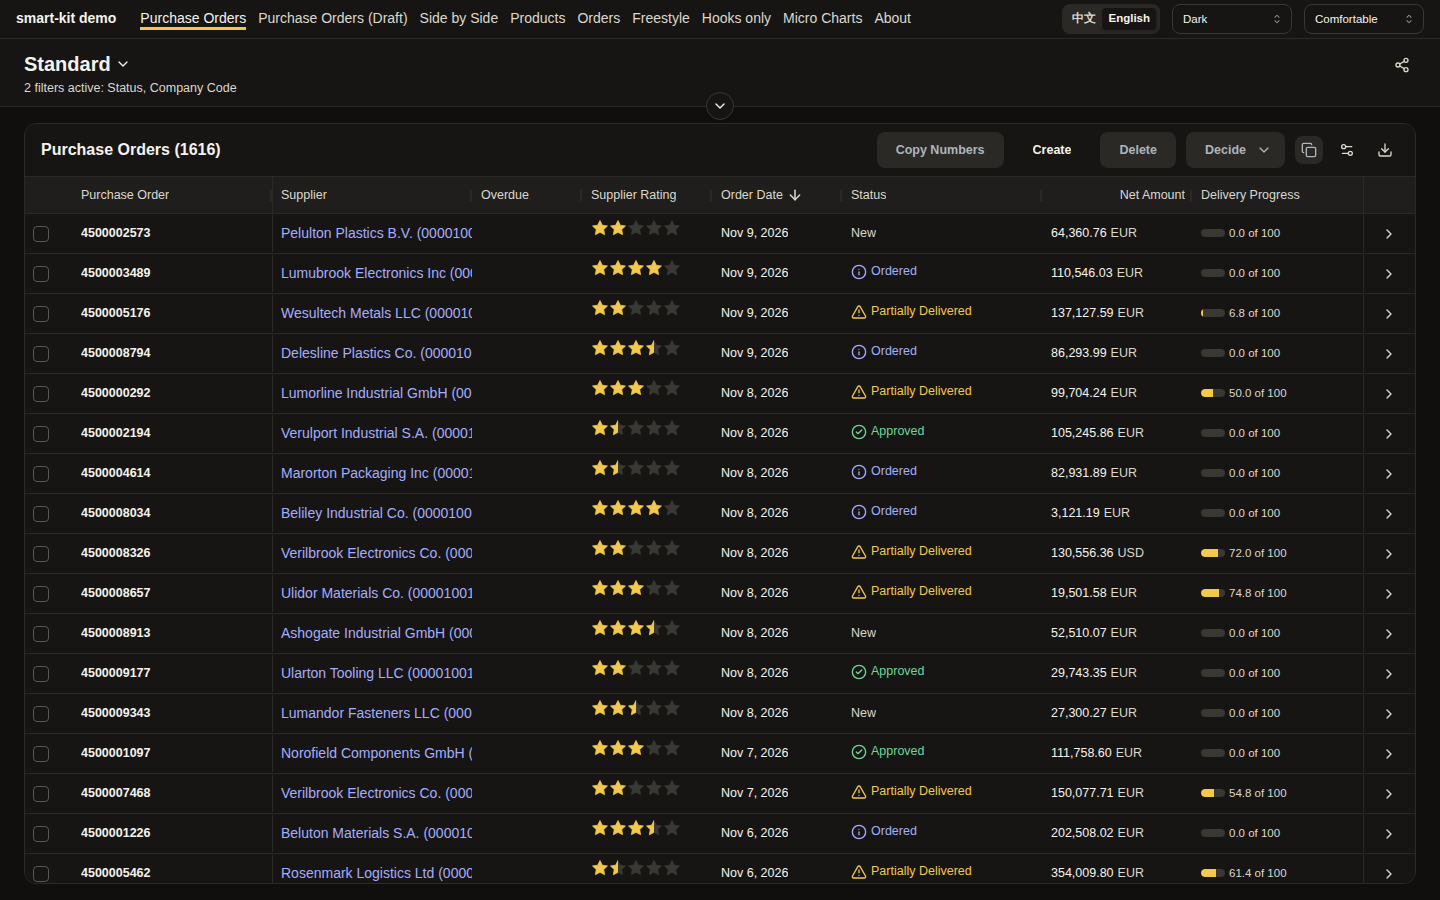 smart-kit demo Purchase Orders Purchase Orders (Draft) Side by Side Products Orders Freestyle Hooks only Micro Charts About 中文 English Dark Comfortable
Standard
2 filters active: Status, Company Code
Purchase Orders (1616) Copy Numbers Create Delete Decide
Purchase Order Supplier Overdue Supplier Rating Order Date Status Net Amount Delivery Progress
4500002573 Pelulton Plastics B.V. (0000100 Nov 9, 2026 New 64,360.76 EUR 0.0 of 100
4500003489 Lumubrook Electronics Inc (000 Nov 9, 2026 Ordered 110,546.03 EUR 0.0 of 100
4500005176 Wesultech Metals LLC (000010 Nov 9, 2026 Partially Delivered 137,127.59 EUR 6.8 of 100
4500008794 Delesline Plastics Co. (000010 Nov 9, 2026 Ordered 86,293.99 EUR 0.0 of 100
4500000292 Lumorline Industrial GmbH (00 Nov 8, 2026 Partially Delivered 99,704.24 EUR 50.0 of 100
4500002194 Verulport Industrial S.A. (00001 Nov 8, 2026 Approved 105,245.86 EUR 0.0 of 100
4500004614 Marorton Packaging Inc (00001 Nov 8, 2026 Ordered 82,931.89 EUR 0.0 of 100
4500008034 Beliley Industrial Co. (0000100 Nov 8, 2026 Ordered 3,121.19 EUR 0.0 of 100
4500008326 Verilbrook Electronics Co. (000 Nov 8, 2026 Partially Delivered 130,556.36 USD 72.0 of 100
4500008657 Ulidor Materials Co. (00001001 Nov 8, 2026 Partially Delivered 19,501.58 EUR 74.8 of 100
4500008913 Ashogate Industrial GmbH (000 Nov 8, 2026 New 52,510.07 EUR 0.0 of 100
4500009177 Ularton Tooling LLC (00001001 Nov 8, 2026 Approved 29,743.35 EUR 0.0 of 100
4500009343 Lumandor Fasteners LLC (000 Nov 8, 2026 New 27,300.27 EUR 0.0 of 100
4500001097 Norofield Components GmbH ( Nov 7, 2026 Approved 111,758.60 EUR 0.0 of 100
4500007468 Verilbrook Electronics Co. (000 Nov 7, 2026 Partially Delivered 150,077.71 EUR 54.8 of 100
4500001226 Beluton Materials S.A. (000010 Nov 6, 2026 Ordered 202,508.02 EUR 0.0 of 100
4500005462 Rosenmark Logistics Ltd (0000 Nov 6, 2026 Partially Delivered 354,009.80 EUR 61.4 of 100